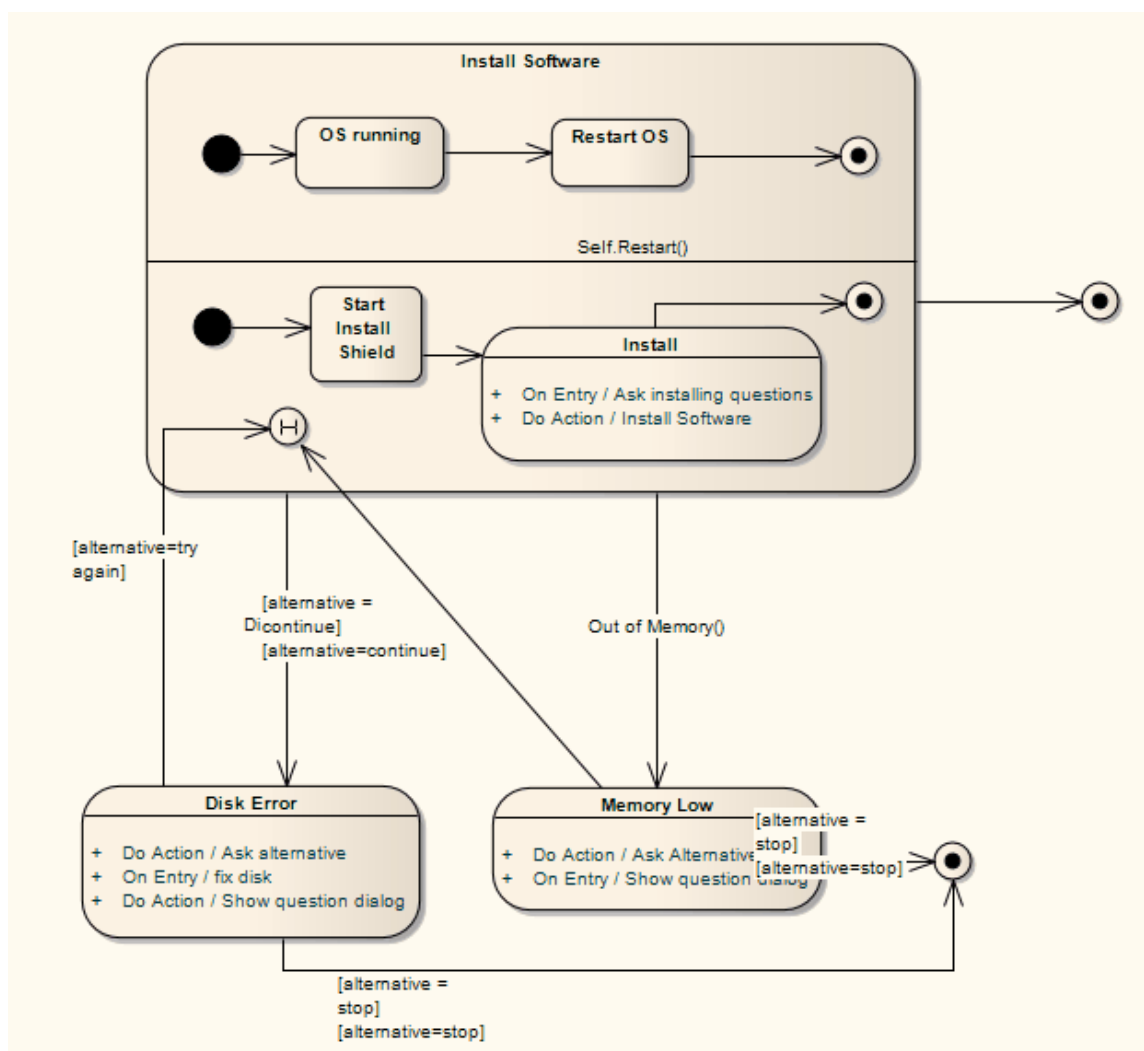 Install Software
OS running
Restart OS
Self.Restart()
Start
Install
Shield
Install
+ On Entry / Ask installing questions
+ Do Action / Install Software
H
[alternative=try
again]
[alternative =
Dicontinue]
[alternative=continue]
Out of Memory()
Disk Error
+ Do Action / Ask alternative
+ On Entry / fix disk
+ Do Action / Show question dialog
Memory Low
+ Do Action / Ask Alternative
+ On Entry / Show question dialog
[alternative =
stop]
[alternative=stop]
[alternative =
stop]
[alternative=stop]